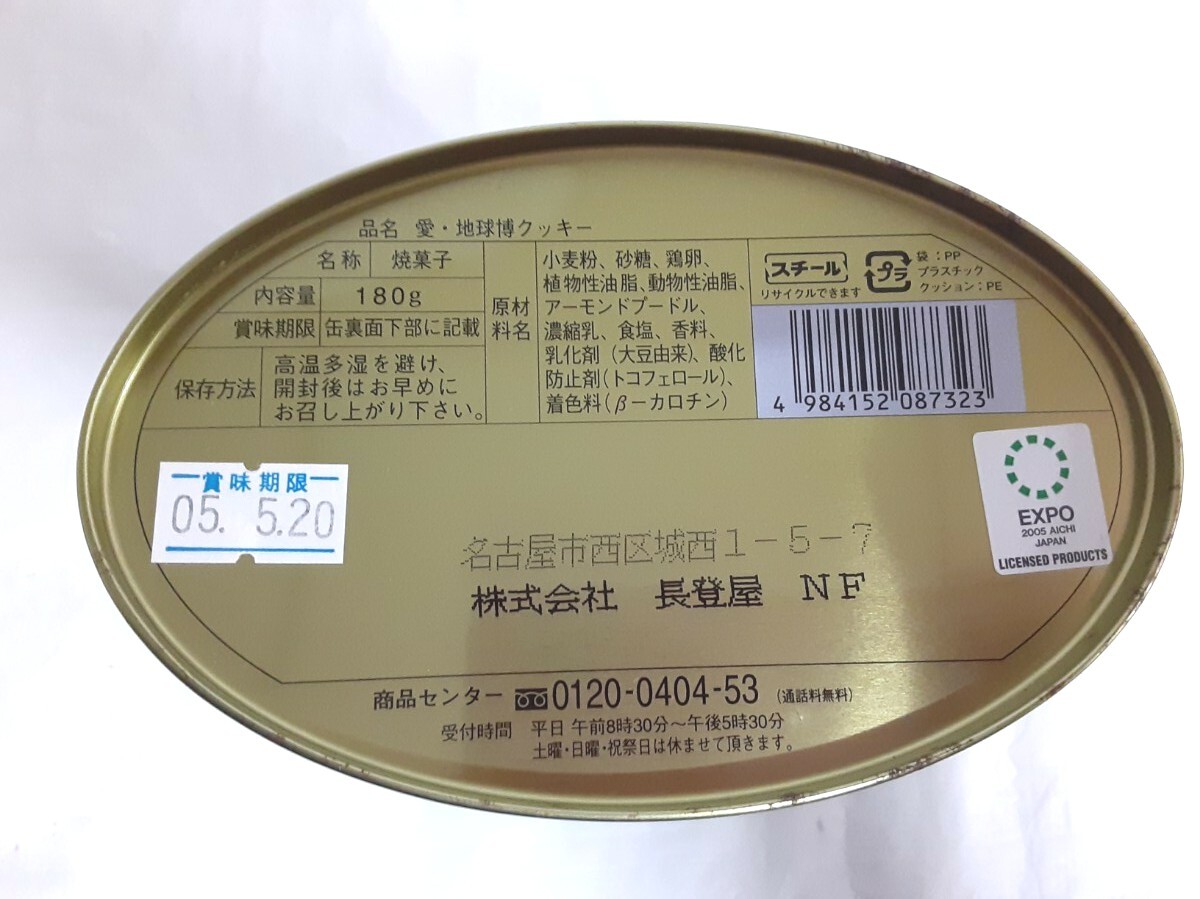 品名 愛・地球博クッキー
名称 焼菓子
内容量 180g
賞味期限 缶裏面下部に記載
保存方法
高温多湿を避け、
開封後はお早めに
お召し上がり下さい。
原材
料名
小麦粉、砂糖、鶏卵、
植物性油脂、動物性油脂、
アーモンドプードル、
濃縮乳、食塩、香料、
乳化剤(大豆由来)、酸化
防止剤(トコフェロール)、
着色料(β−カロチン)
スチール
リサイクルできます
プラ
袋:PP
プラスチック
クッション:PE
4 984152 087323
賞味期限
05. 5.20
EXPO
2005 AICHI
JAPAN
LICENSED PRODUCTS
名古屋市西区城西1-5-7
株式会社 長登屋 NF
商品センター 0120-0404-53 (通話料無料)
受付時間 平日 午前8時30分〜午後5時30分
土曜・日曜・祝祭日は休ませて頂きます。